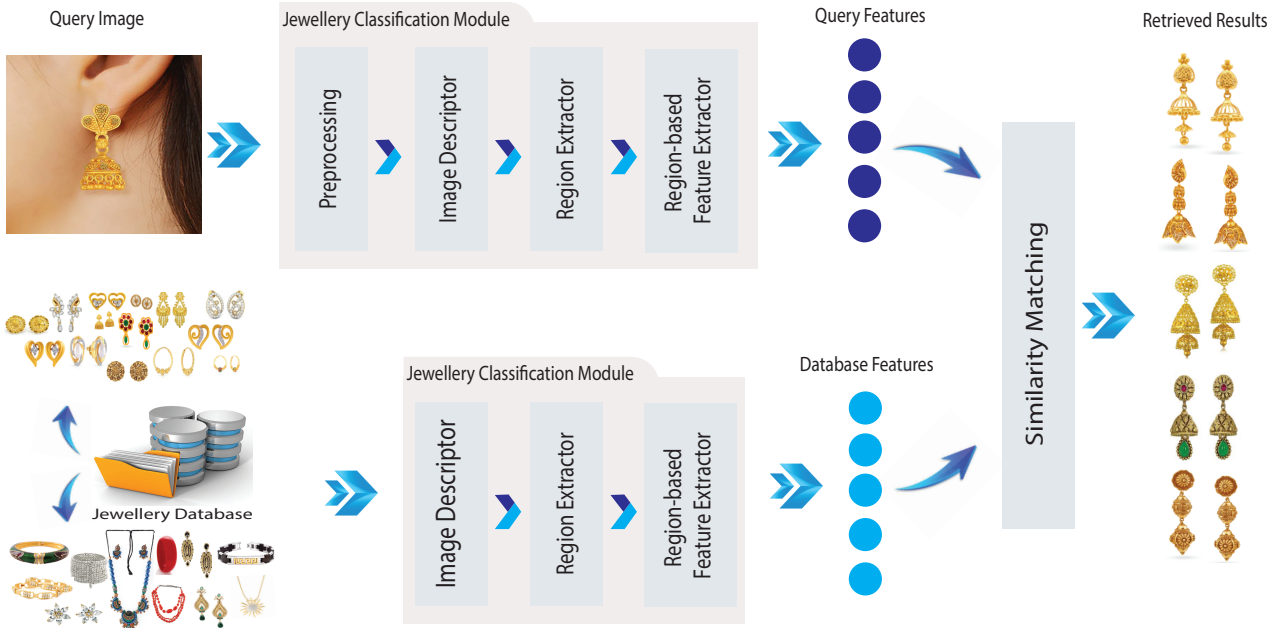 Query Image
Jewellery Classification Module
Preprocessing
Image Descriptor
Region Extractor
Region-based
Feature Extractor
Query Features
Retrieved Results
Similarity Matching
Jewellery Database
Jewellery Classification Module
Image Descriptor
Region Extractor
Region-based
Feature Extractor
Database Features